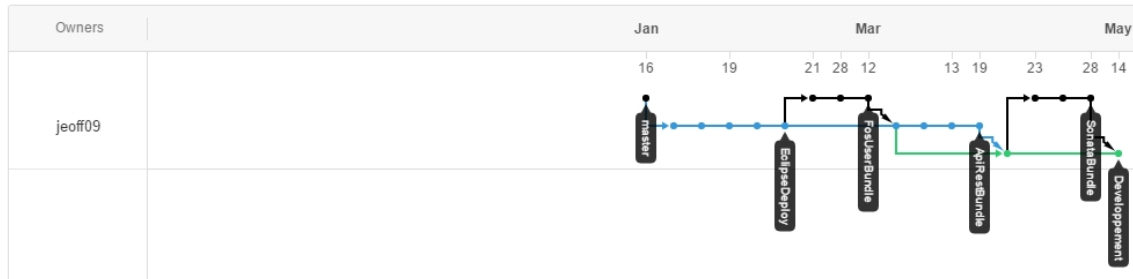 Owners
Jan
Mar
May
16
19
21
28
12
13
19
23
28
14
jeoff09
master
EclipseDeploy
FosUserBundle
ApiRestBundle
SonataBundle
Developpement